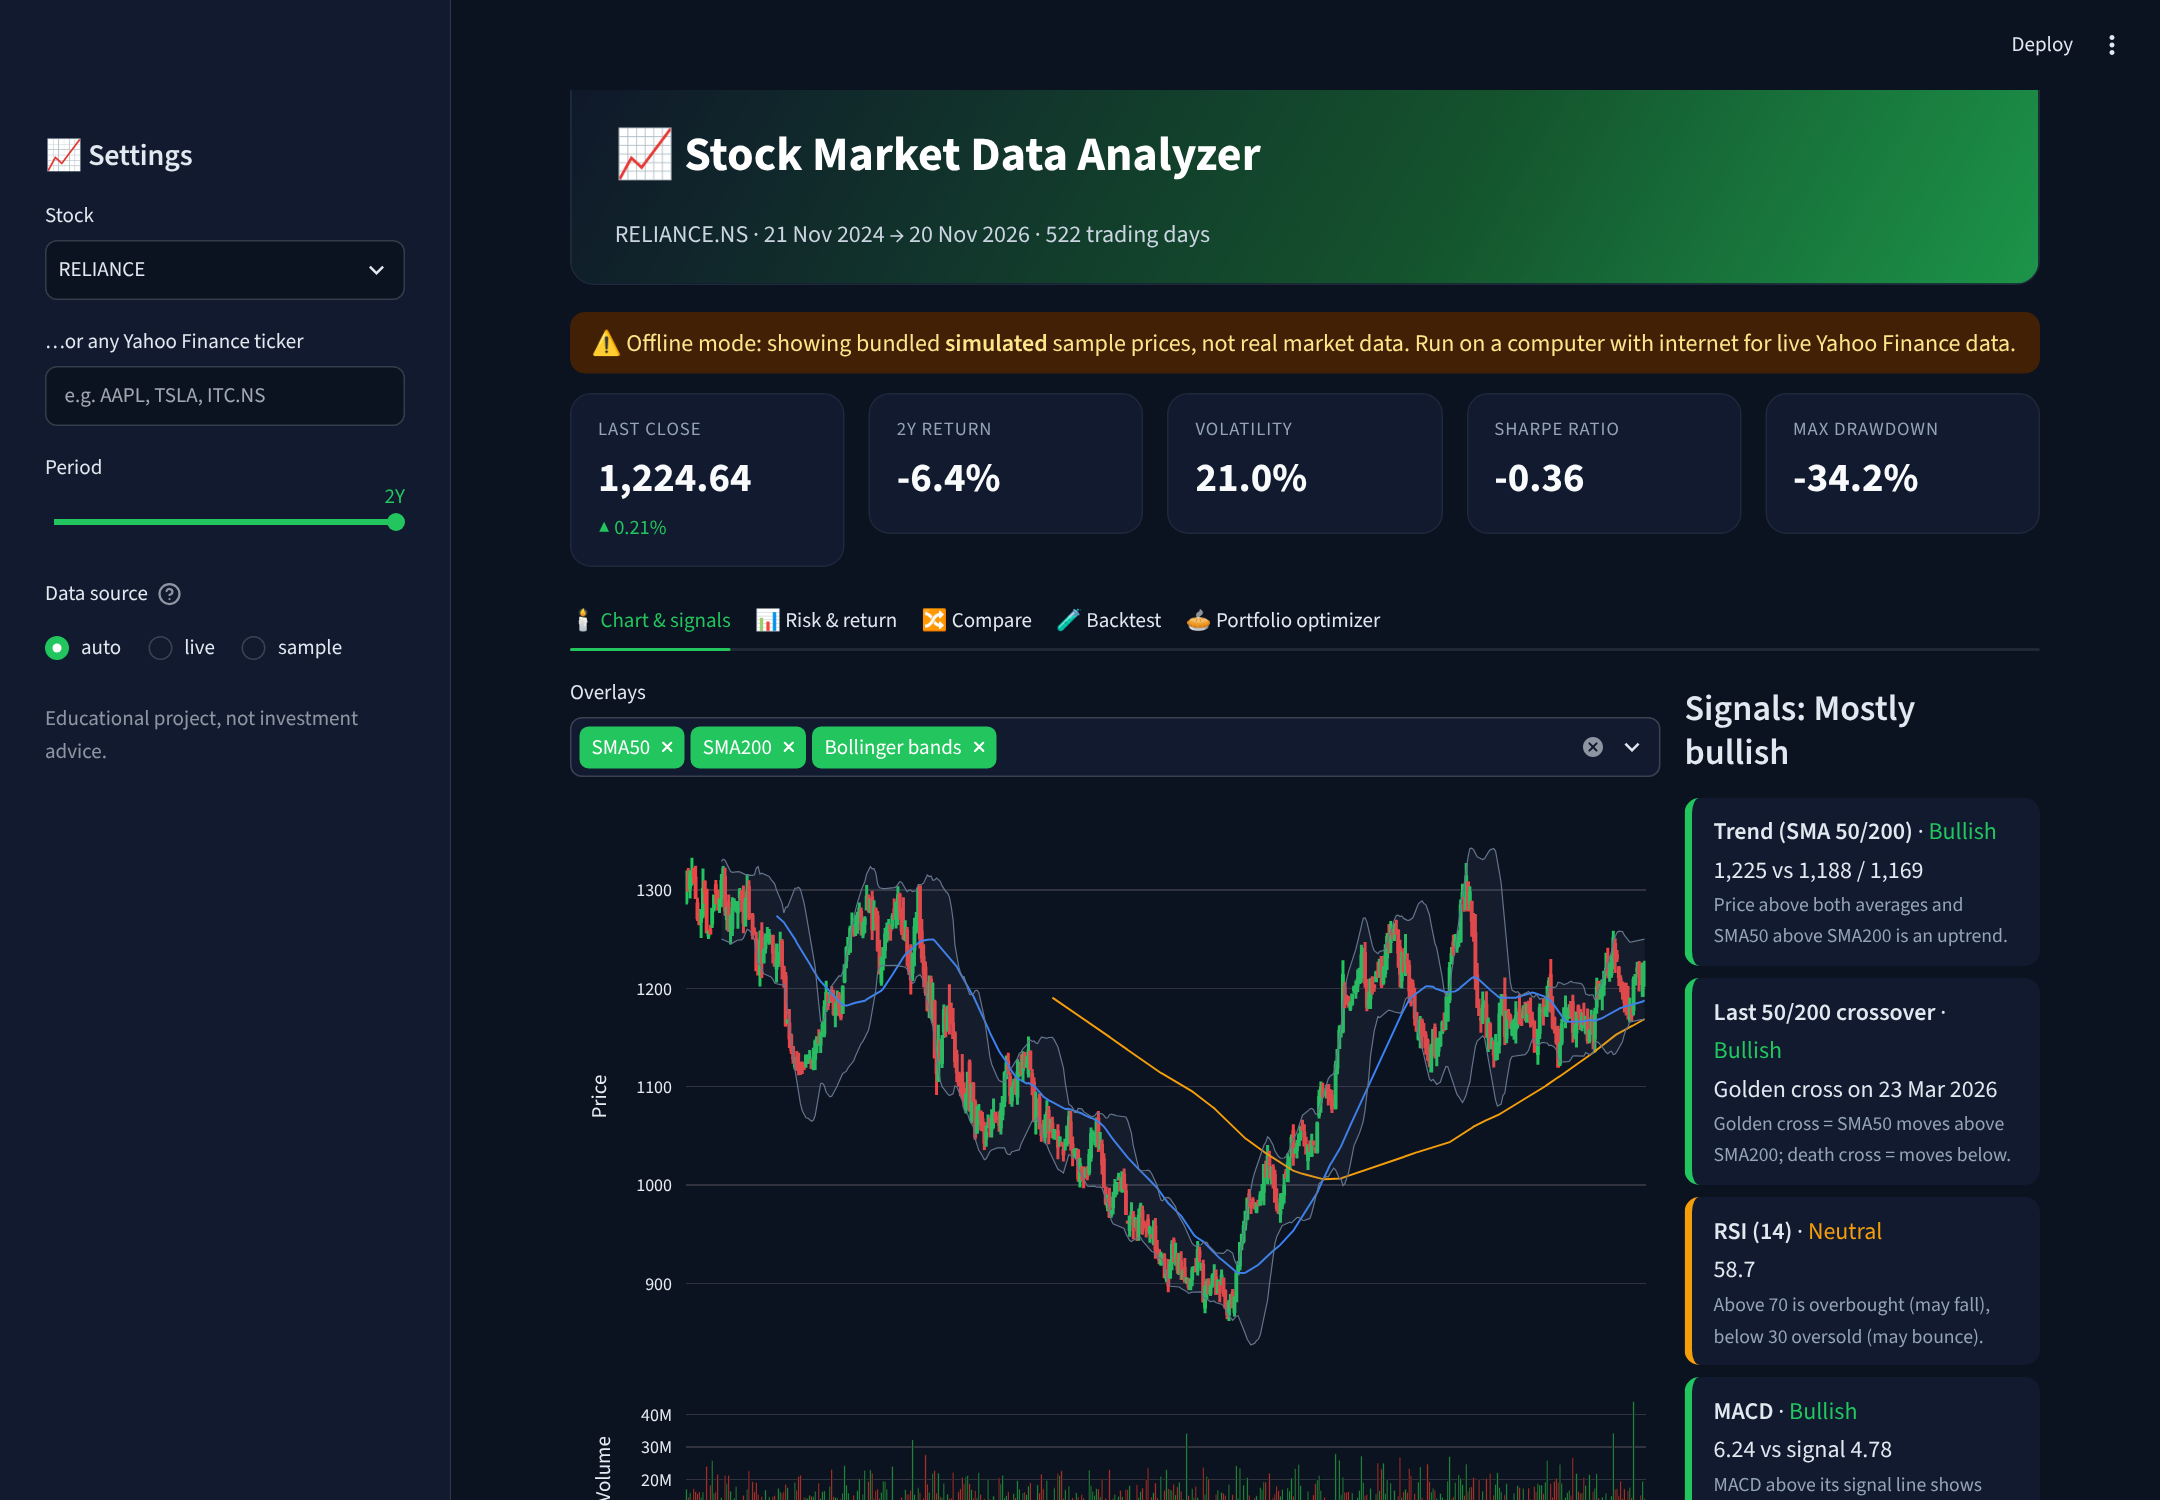 Deploy
📈 Settings
Stock
RELIANCE
...or any Yahoo Finance ticker
e.g. AAPL, TSLA, ITC.NS
Period
2Y
Data source
auto
live
sample
Educational project, not investment
advice.
📈 Stock Market Data Analyzer
RELIANCE.NS · 21 Nov 2024 → 20 Nov 2026 · 522 trading days
⚠️ Offline mode: showing bundled simulated sample prices, not real market data. Run on a computer with internet for live Yahoo Finance data.
LAST CLOSE
1,224.64
▲ 0.21%
2Y RETURN
-6.4%
VOLATILITY
21.0%
SHARPE RATIO
-0.36
MAX DRAWDOWN
-34.2%
🕯️ Chart & signals
📊 Risk & return
🔀 Compare
🧪 Backtest
🥧 Portfolio optimizer
Overlays
SMA50 ×
SMA200 ×
Bollinger bands ×
Price
1300
1200
1100
1000
900
Volume
40M
30M
20M
Signals: Mostly
bullish
Trend (SMA 50/200) · Bullish
1,225 vs 1,188 / 1,169
Price above both averages and
SMA50 above SMA200 is an uptrend.
Last 50/200 crossover ·
Bullish
Golden cross on 23 Mar 2026
Golden cross = SMA50 moves above
SMA200; death cross = moves below.
RSI (14) · Neutral
58.7
Above 70 is overbought (may fall),
below 30 oversold (may bounce).
MACD · Bullish
6.24 vs signal 4.78
MACD above its signal line shows